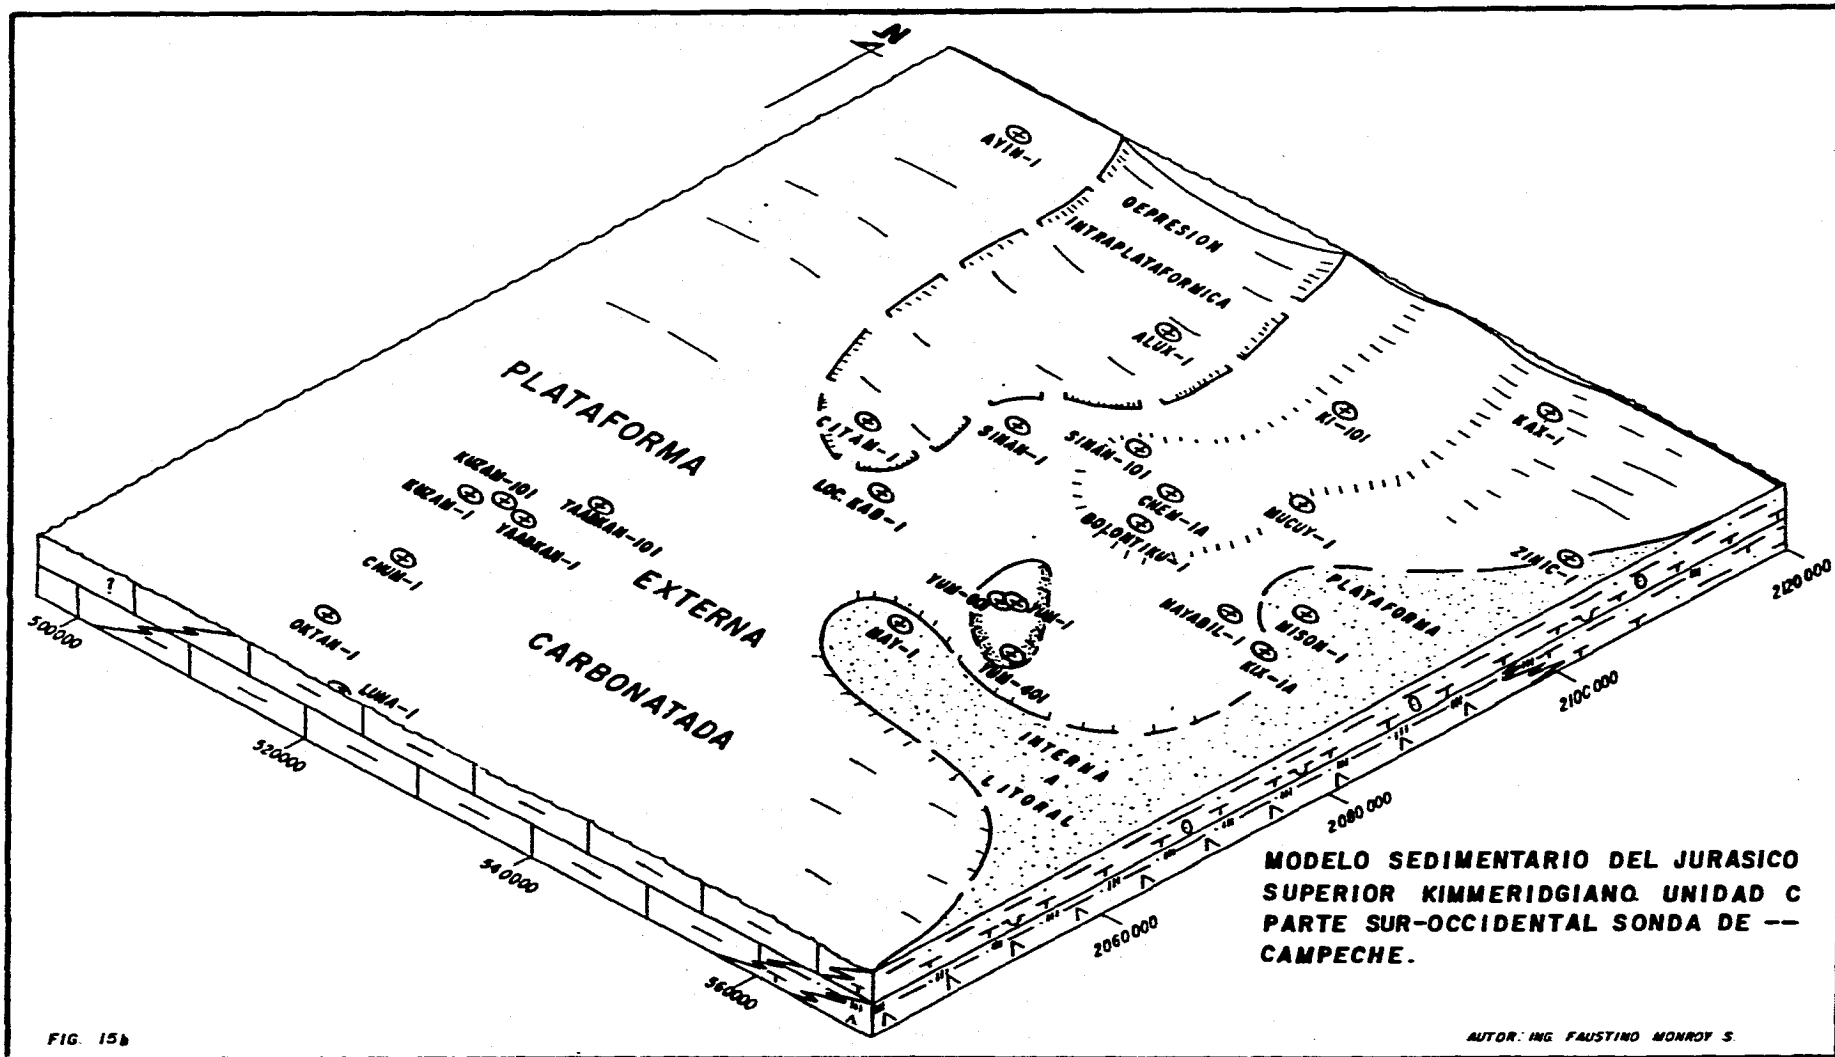 N
AYIN-1
DEPRESION
INTRAPLATAFORMICA
ALUX-1
PLATAFORMA
CITAM-1
SINAN-1
SINÁN-101
KI-101
KAX-1
KUZAM-101
KUZAM-1
YAABKAN-101
YAABKAN-1
LOC. KAB-1
CHEM-1A
BOLONTIKU-1
MUCUY-1
ZINIC-1
CHUM-1
EXTERNA
YUM-1
MAY-1
YUM-401
MAYABIL-1
PLATAFORMA
MISON-1
KIX-1A
OKTAN-1
LUNA-1
CARBONATADA
INTERNA
A
LITORAL
?
500000
520000
540000
560000
2060000
2080000
2100000
2120000
MODELO SEDIMENTARIO DEL JURASICO
SUPERIOR KIMMERIDGIANO UNIDAD C
PARTE SUR-OCCIDENTAL SONDA DE --
CAMPECHE.
FIG. 15b
AUTOR: ING. FAUSTINO MONROY S.